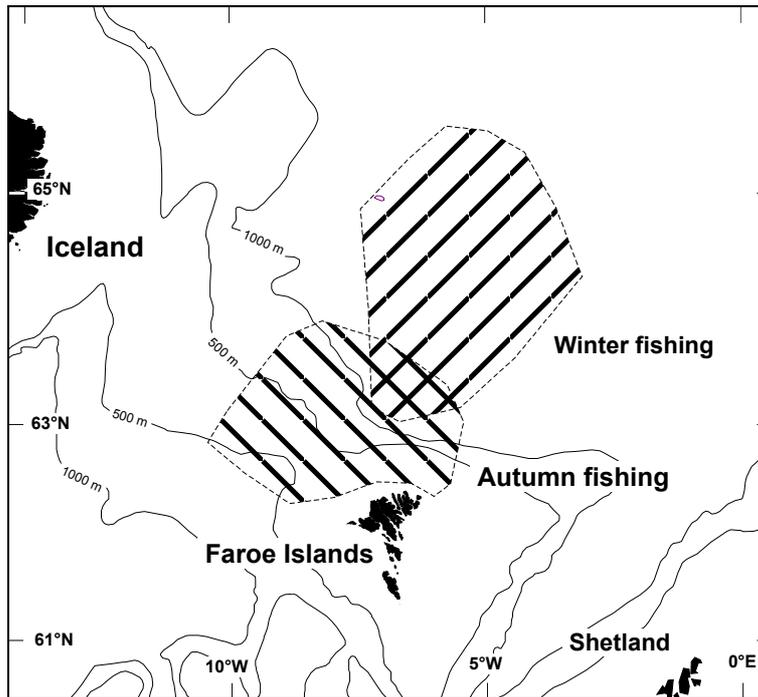 65°N
Iceland
1000 m
500 m
Winter fishing
500 m
63°N
1000 m
Autumn fishing
Faroe Islands
61°N
10°W
5°W
Shetland
0°E